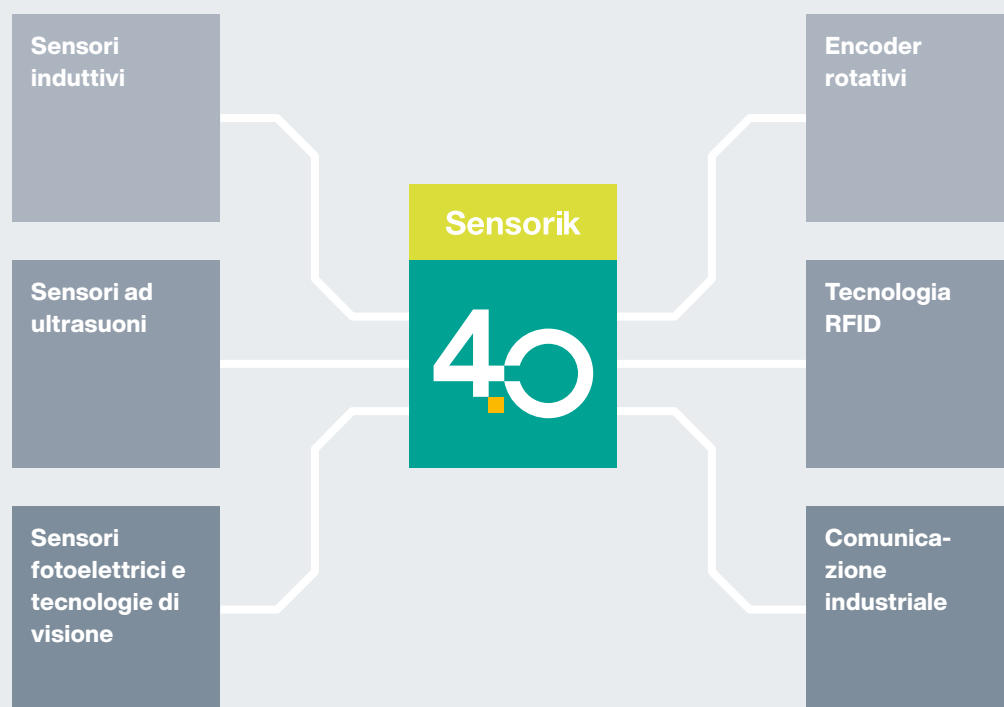 Sensori
induttivi
Sensori ad
ultrasuoni
Sensori
fotoelettrici e
tecnologie di
visione
Sensorik
4.0
Encoder
rotativi
Tecnologia
RFID
Comunica-
zione
industriale